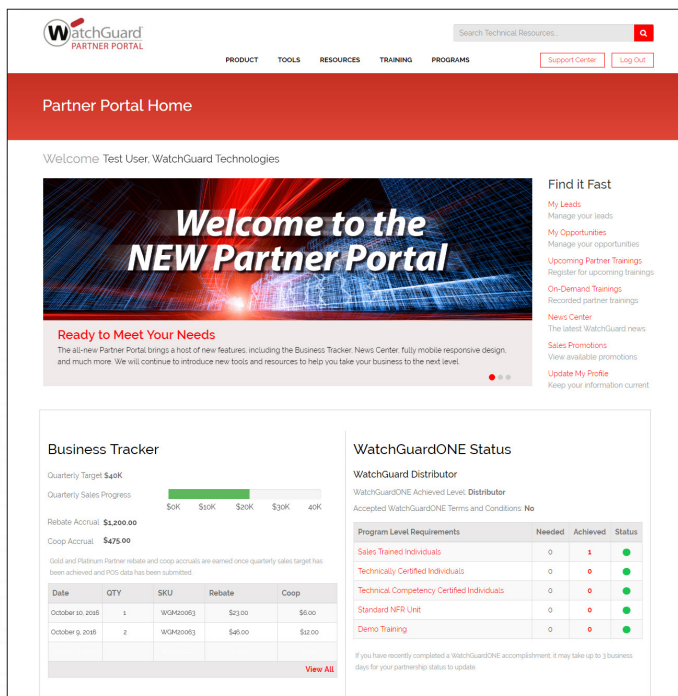 WatchGuard
PARTNER PORTAL
Search Technical Resources...
PRODUCT TOOLS RESOURCES TRAINING PROGRAMS
Support Center Log Out
Partner Portal Home
Welcome Test User, WatchGuard Technologies
Welcome to the
NEW Partner Portal
Ready to Meet Your Needs
The all-new Partner Portal brings a host of new features, including the Business Tracker, News Center, fully mobile responsive design,
and much more. We will continue to introduce new tools and resources to help you take your business to the next level.
Find it Fast
My Leads
Manage your leads
My Opportunities
Manage your opportunities
Upcoming Partner Trainings
Register for upcoming trainings
On-Demand Trainings
Recorded partner trainings
News Center
The latest WatchGuard news
Sales Promotions
View available promotions
Update My Profile
Keep your information current
Business Tracker
Quarterly Target $40K
Quarterly Sales Progress
$0K $10K $20K $30K 40K
Rebate Accrual $1,200.00
Coop Accrual $475.00
Gold and Platinum Partner rebate and coop accruals are earned once quarterly sales target has
been achieved and POS data has been submitted.
Date QTY SKU Rebate Coop
October 10, 2016 1 WGM20063 $23.00 $6.00
October 9, 2016 2 WGM20063 $46.00 $12.00
View All
WatchGuardONE Status
WatchGuard Distributor
WatchGuardONE Achieved Level: Distributor
Accepted WatchGuardONE Terms and Conditions: No
Program Level Requirements Needed Achieved Status
Sales Trained Individuals 0 1
Technically Certified Individuals 0 0
Technical Competency Certified Individuals 0 0
Standard NFR Unit 0 0
Demo Training 0 0
If you have recently completed a WatchGuardONE accomplishment, it may take up to 3 business
days for your partnership status to update.